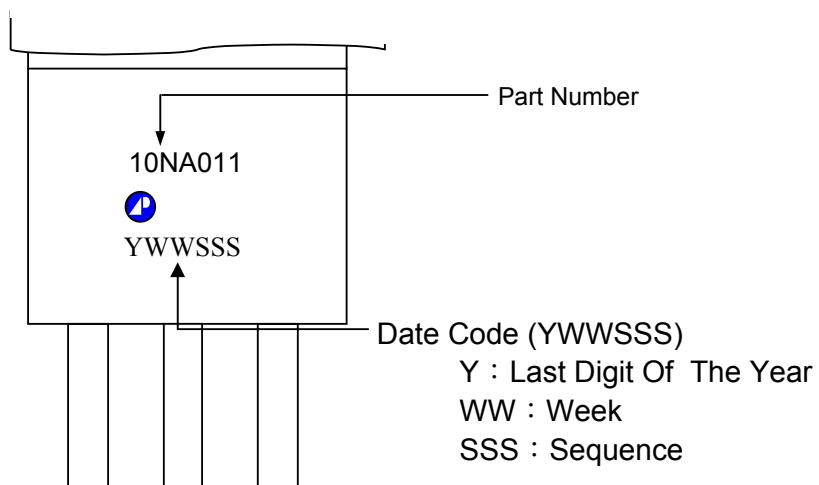 Part Number
10NA011
YWWSSS
Date Code (YWWSSS)
Y：Last Digit Of The Year
WW：Week
SSS：Sequence